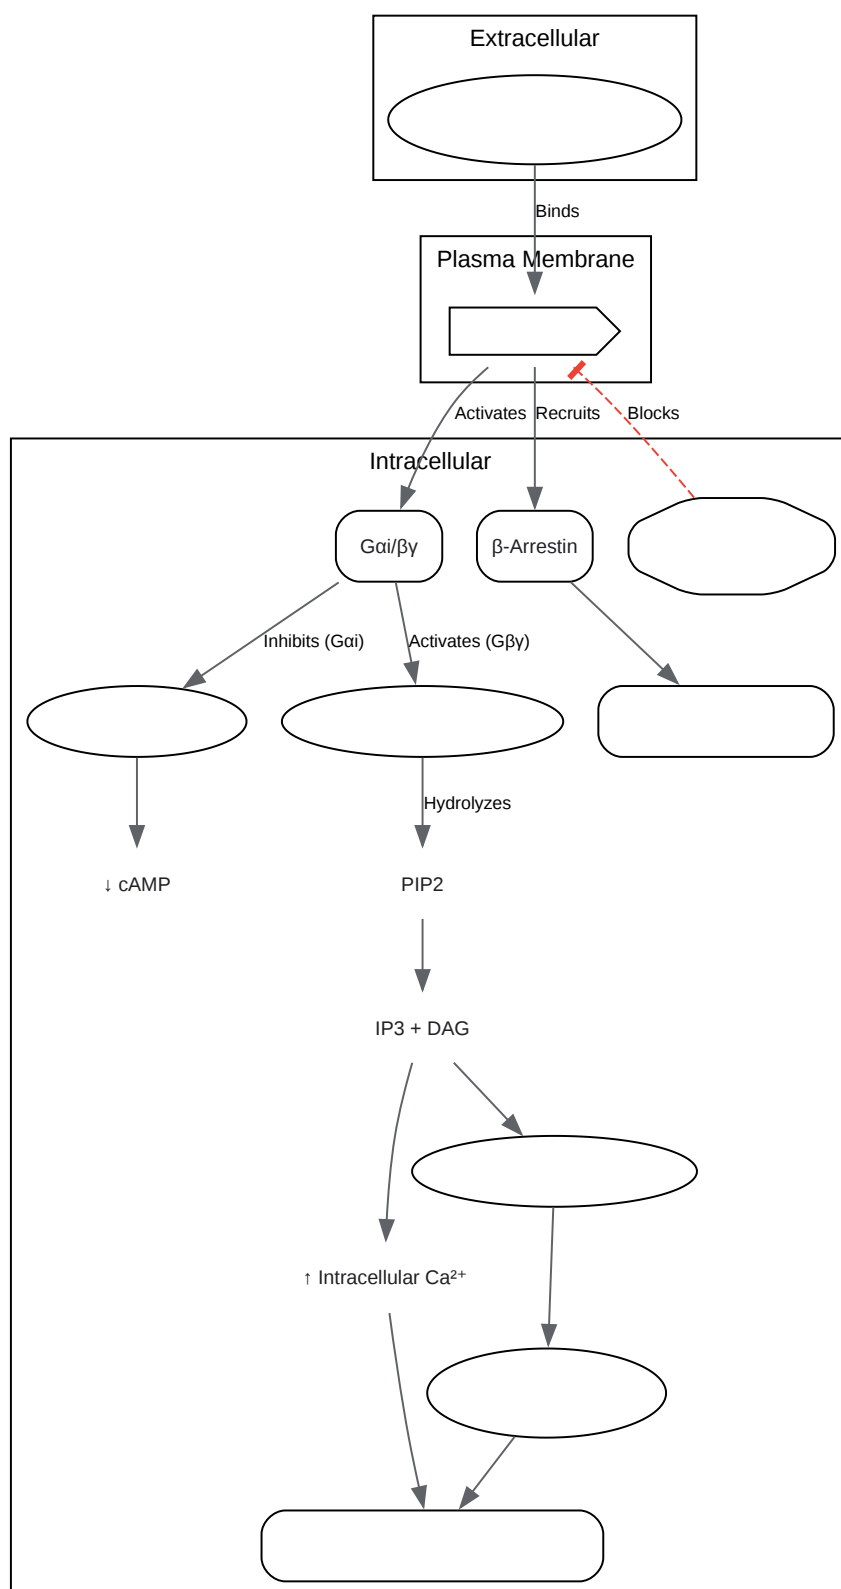 Extracellular
Binds
Plasma Membrane
Activates
Recruits
Blocks
Intracellular
Gαi/βγ
β-Arrestin
Inhibits (Gαi)
Activates (Gβγ)
Hydrolyzes
↓ cAMP
PIP2
IP3 + DAG
↑ Intracellular Ca²⁺